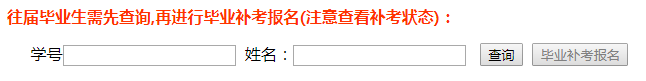 往届毕业生需先查询,再进行毕业补考报名(注意查看补考状态)：
学号 姓名： 查询 毕业补考报名